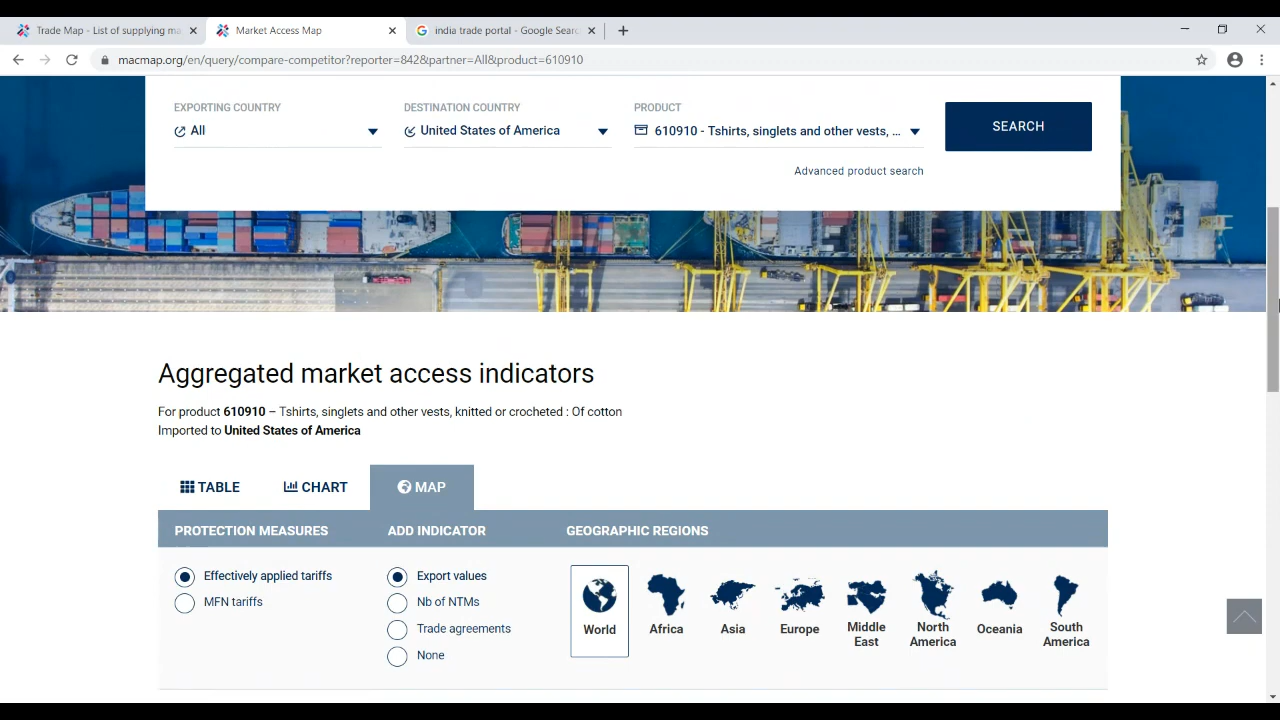 Trade Map - List of supplying ma
Market Access Map
india trade portal - Google Searc
macmap.org/en/query/compare-competitor?reporter=842&partner=All&product=610910
EXPORTING COUNTRY
DESTINATION COUNTRY
PRODUCT
All
United States of America
610910 - Tshirts, singlets and other vests, ...
SEARCH
Advanced product search
Aggregated market access indicators
For product 610910 – Tshirts, singlets and other vests, knitted or crocheted : Of cotton
Imported to United States of America
TABLE
CHART
MAP
PROTECTION MEASURES
ADD INDICATOR
GEOGRAPHIC REGIONS
Effectively applied tariffs
MFN tariffs
Export values
Nb of NTMs
Trade agreements
None
World
Africa
Asia
Europe
Middle
East
North
America
Oceania
South
America